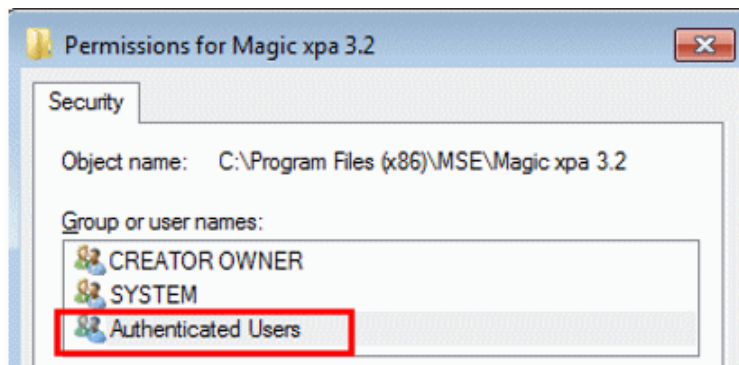 Permissions for Magic xpa 3.2
Security
Object name: C:\Program Files (x86)\MSE\Magic xpa 3.2
Group or user names:
CREATOR OWNER
SYSTEM
Authenticated Users